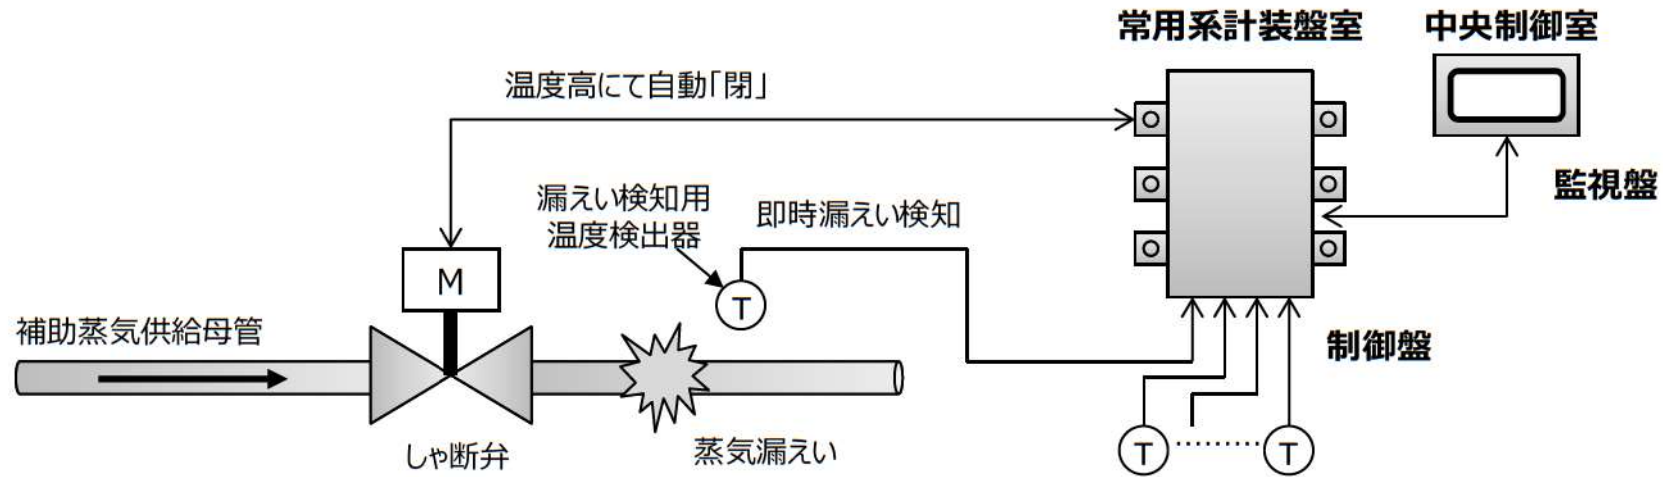 常用系計装盤室
中央制御室
温度高にて自動「閉」
監視盤
漏えい検知用
温度検出器
即時漏えい検知
M
T
補助蒸気供給母管
制御盤
しゃ断弁
蒸気漏えい
T
T